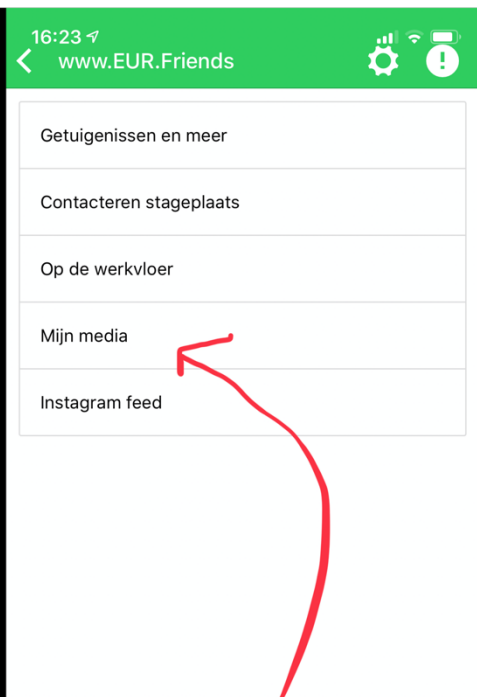 16:23
www.EUR.Friends
Getuigenissen en meer
Contacteren stageplaats
Op de werkvloer
Mijn media
Instagram feed